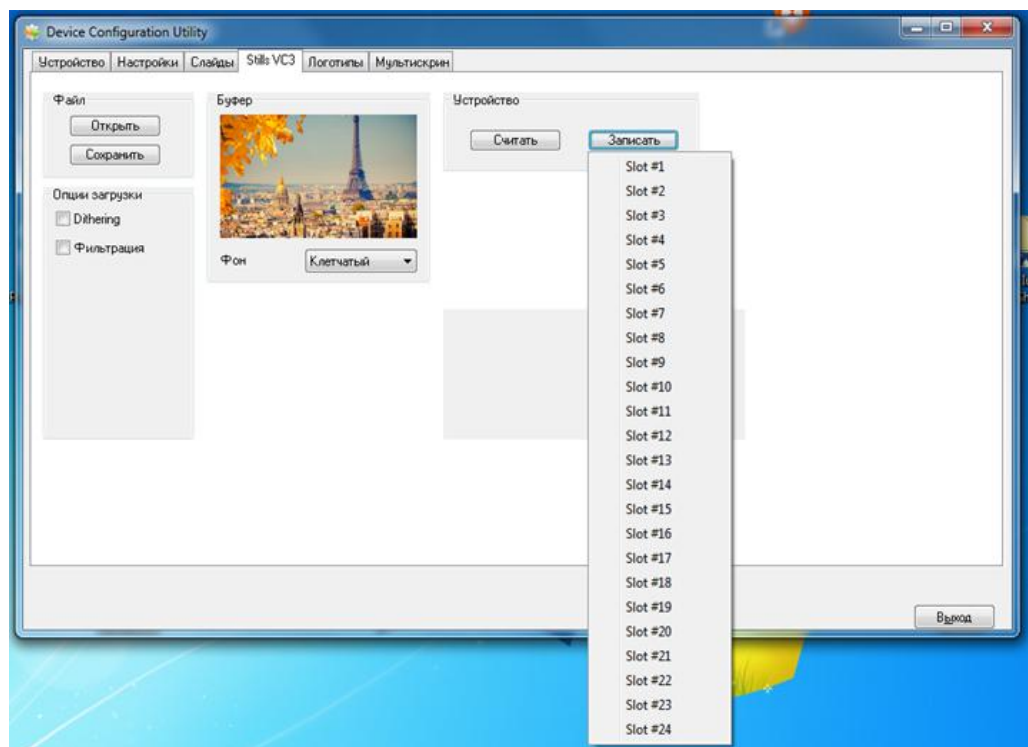 Device Configuration Utility
Устройство Настройки Слайды Stills VC3 Логотипы Мультискрин
Файл
Открыть
Сохранить
Опции загрузки
Dithering
Фильтрация
Буфер
Фон Клетчатый
Устройство
Считать Записать
Slot #1
Slot #2
Slot #3
Slot #4
Slot #5
Slot #6
Slot #7
Slot #8
Slot #9
Slot #10
Slot #11
Slot #12
Slot #13
Slot #14
Slot #15
Slot #16
Slot #17
Slot #18
Slot #19
Slot #20
Slot #21
Slot #22
Slot #23
Slot #24
Выход